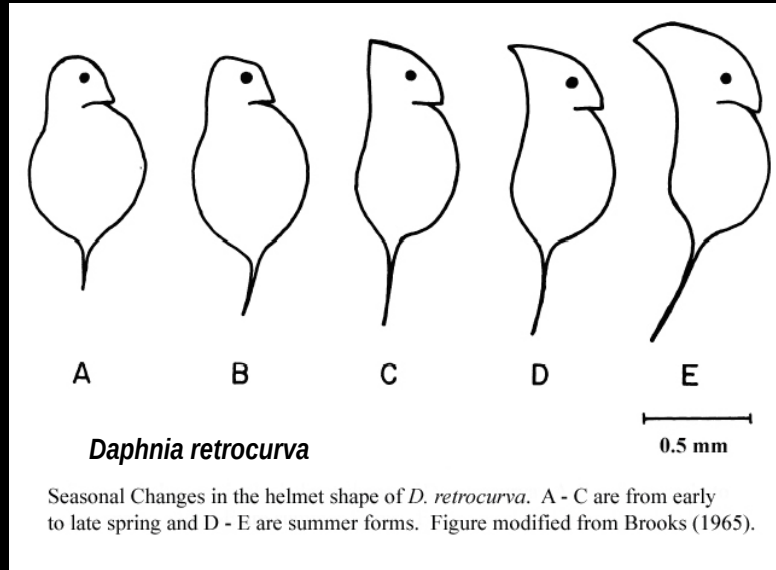 A B C D E
0.5 mm
Daphnia retrocurva
Seasonal Changes in the helmet shape of D. retrocurva. A - C are from early
to late spring and D - E are summer forms. Figure modified from Brooks (1965).